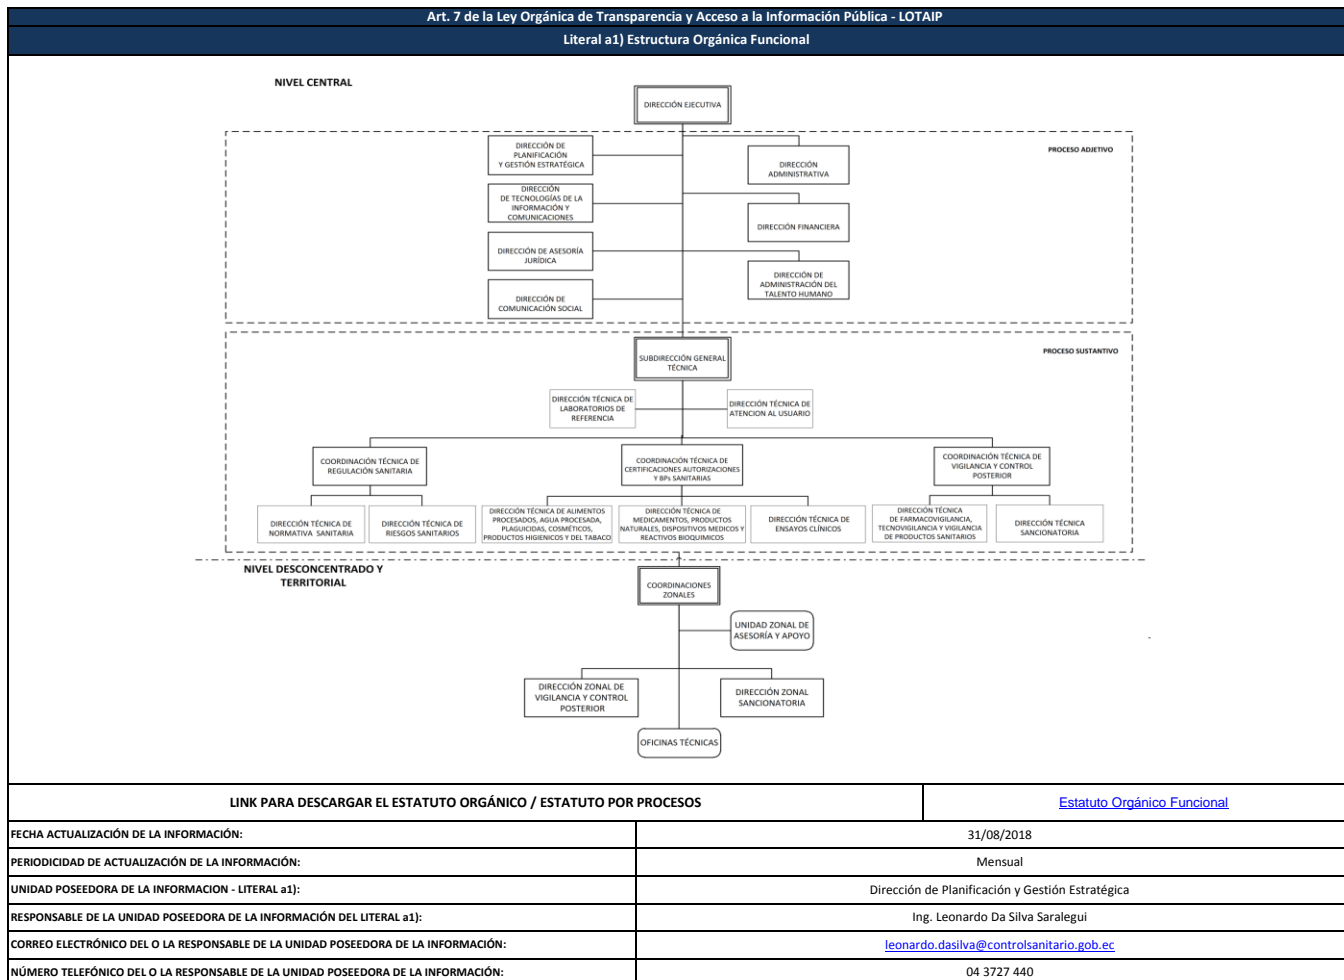 Art. 7 de la Ley Orgánica de Transparencia y Acceso a la Información Pública - LOTAIP
Literal a1) Estructura Orgánica Funcional
NIVEL CENTRAL
DIRECCIÓN EJECUTIVA
PROCESO ADJETIVO
DIRECCIÓN DE
PLANIFICACIÓN
Y GESTIÓN ESTRATÉGICA
DIRECCIÓN
ADMINISTRATIVA
DIRECCIÓN
DE TECNOLOGÍAS DE LA
INFORMACIÓN Y
COMUNICACIONES
DIRECCIÓN FINANCIERA
DIRECCIÓN DE ASESORÍA
JURÍDICA
DIRECCIÓN DE
ADMINISTRACIÓN DEL
TALENTO HUMANO
DIRECCIÓN DE
COMUNICACIÓN SOCIAL
PROCESO SUSTANTIVO
SUBDIRECCIÓN GENERAL
TÉCNICA
DIRECCIÓN TÉCNICA DE
LABORATORIOS DE
REFERENCIA
DIRECCIÓN TÉCNICA DE
ATENCION AL USUARIO
COORDINACIÓN TÉCNICA DE
REGULACIÓN SANITARIA
COORDINACIÓN TÉCNICA DE
CERTIFICACIONES AUTORIZACIONES
Y BPs SANITARIAS
COORDINACIÓN TÉCNICA DE
VIGILANCIA Y CONTROL
POSTERIOR
DIRECCIÓN TÉCNICA DE
NORMATIVA SANITARIA
DIRECCIÓN TÉCNICA DE
RIESGOS SANITARIOS
DIRECCIÓN TÉCNICA DE ALIMENTOS
PROCESADOS, AGUA PROCESADA,
PLAGUICIDAS, COSMÉTICOS,
PRODUCTOS HIGIENICOS Y DEL TABACO
DIRECCIÓN TÉCNICA DE
MEDICAMENTOS, PRODUCTOS
NATURALES, DISPOSITIVOS MEDICOS Y
REACTIVOS BIOQUIMICOS
DIRECCIÓN TÉCNICA DE
ENSAYOS CLÍNICOS
DIRECCIÓN TÉCNICA
DE FARMACOVIGILANCIA,
TECNOVIGILANCIA Y VIGILANCIA
DE PRODUCTOS SANITARIOS
DIRECCIÓN TÉCNICA
SANCIONATORIA
NIVEL DESCONCENTRADO Y
TERRITORIAL
COORDINACIONES
ZONALES
UNIDAD ZONAL DE
ASESORÍA Y APOYO
DIRECCIÓN ZONAL DE
VIGILANCIA Y CONTROL
POSTERIOR
DIRECCIÓN ZONAL
SANCIONATORIA
OFICINAS TÉCNICAS
LINK PARA DESCARGAR EL ESTATUTO ORGÁNICO / ESTATUTO POR PROCESOS
Estatuto Orgánico Funcional
FECHA ACTUALIZACIÓN DE LA INFORMACIÓN:
31/08/2018
PERIODICIDAD DE ACTUALIZACIÓN DE LA INFORMACIÓN:
Mensual
UNIDAD POSEEDORA DE LA INFORMACION - LITERAL a1):
Dirección de Planificación y Gestión Estratégica
RESPONSABLE DE LA UNIDAD POSEEDORA DE LA INFORMACIÓN DEL LITERAL a1):
Ing. Leonardo Da Silva Saralegui
CORREO ELECTRÓNICO DEL O LA RESPONSABLE DE LA UNIDAD POSEEDORA DE LA INFORMACIÓN:
leonardo.dasilva@controlsanitario.gob.ec
NÚMERO TELEFÓNICO DEL O LA RESPONSABLE DE LA UNIDAD POSEEDORA DE LA INFORMACIÓN:
04 3727 440